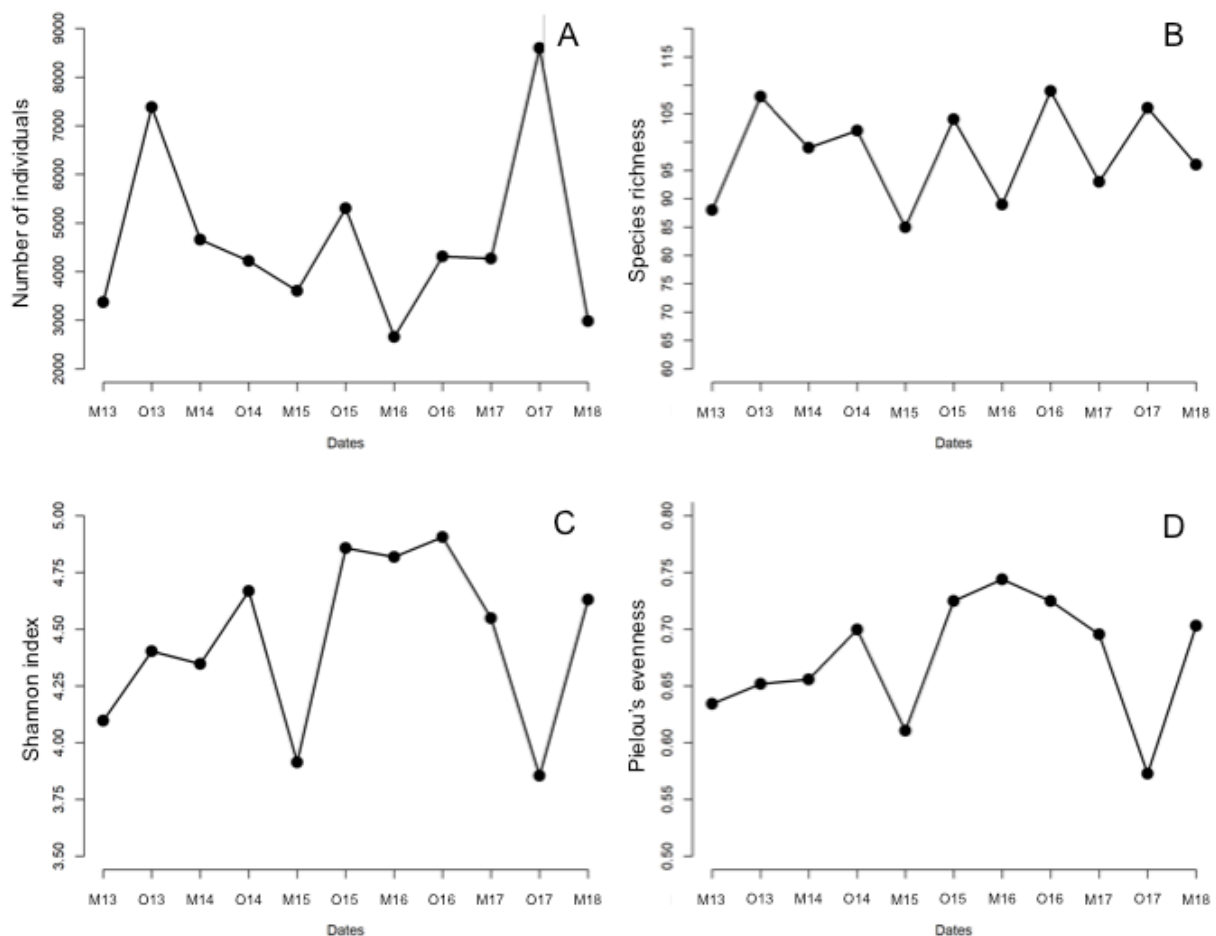 A
Number of individuals
9000
8000
7000
6000
5000
4000
3000
2000
M13 O13 M14 O14 M15 O15 M16 O16 M17 O17 M18
Dates
B
Species richness
115
105
95
90
85
80
75
70
65
60
M13 O13 M14 O14 M15 O15 M16 O16 M17 O17 M18
Dates
C
Shannon index
5.00
4.75
4.50
4.25
4.00
3.75
3.50
M13 O13 M14 O14 M15 O15 M16 O16 M17 O17 M18
Dates
D
Pielou's evenness
0.80
0.75
0.70
0.65
0.60
0.55
0.50
M13 O13 M14 O14 M15 O15 M16 O16 M17 O17 M18
Dates